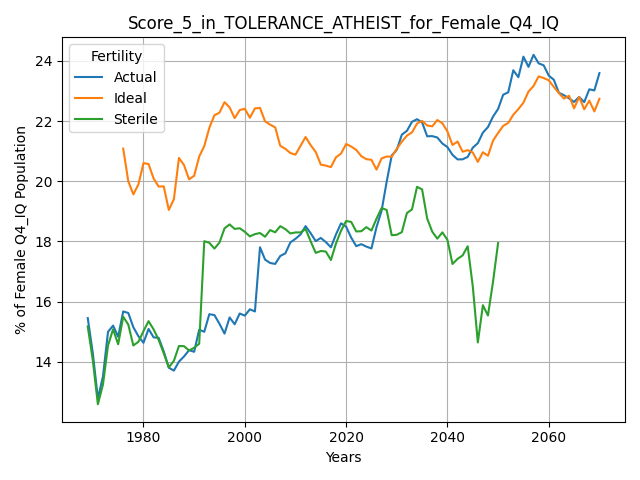 Score_5_in_TOLERANCE_ATHEIST_for_Female_Q4_IQ
Fertility
Actual
Ideal
Sterile
% of Female Q4_IQ Population
24
22
20
18
16
14
1980
2000
2020
2040
2060
Years